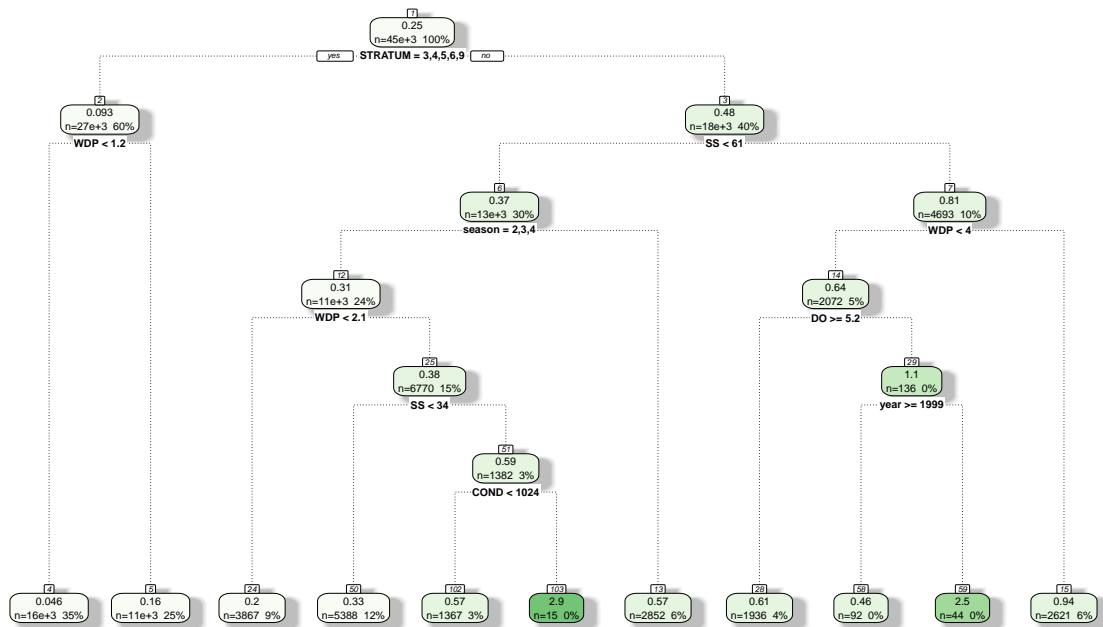 1
0.25
n=45e+3 100%
yes STRATUM = 3,4,5,6,9 no
2 3
0.093 0.48
n=27e+3 60% n=18e+3 40%
WDP < 1.2 SS < 61
6 7
0.37 0.81
n=13e+3 30% n=4693 10%
season = 2,3,4 WDP < 4
12 14
0.31 0.64
n=11e+3 24% n=2072 5%
WDP < 2.1 DO >= 5.2
25 29
0.38 1.1
n=6770 15% n=136 0%
SS < 34 year >= 1999
51
0.59
n=1382 3%
COND < 1024
4 5 24 50 102 103 13 28 58 59 15
0.046 0.16 0.2 0.33 0.57 2.9 0.57 0.61 0.46 2.5 0.94
n=16e+3 35% n=11e+3 25% n=3867 9% n=5388 12% n=1367 3% n=15 0% n=2852 6% n=1936 4% n=92 0% n=44 0% n=2621 6%